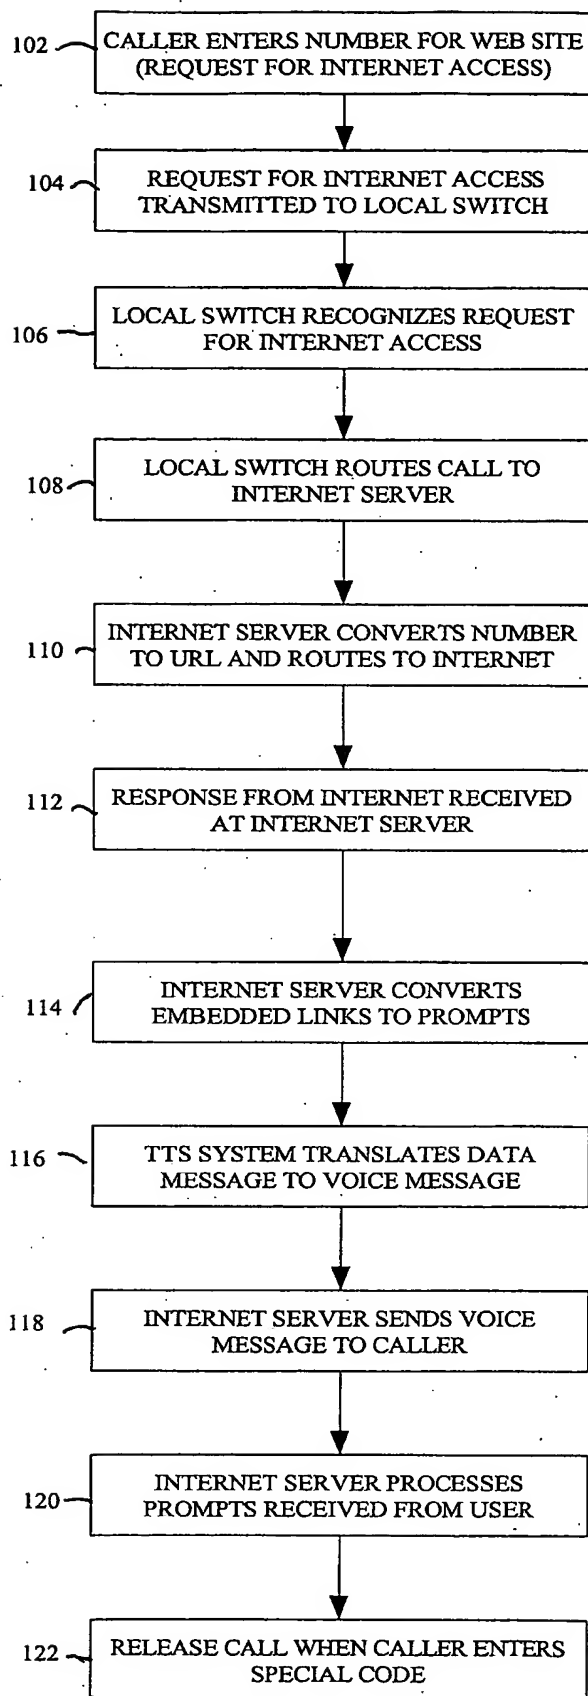 102 CALLER ENTERS NUMBER FOR WEB SITE
(REQUEST FOR INTERNET ACCESS)
104 REQUEST FOR INTERNET ACCESS
TRANSMITTED TO LOCAL SWITCH
106 LOCAL SWITCH RECOGNIZES REQUEST
FOR INTERNET ACCESS
108 LOCAL SWITCH ROUTES CALL TO
INTERNET SERVER
110 INTERNET SERVER CONVERTS NUMBER
TO URL AND ROUTES TO INTERNET
112 RESPONSE FROM INTERNET RECEIVED
AT INTERNET SERVER
114 INTERNET SERVER CONVERTS
EMBEDDED LINKS TO PROMPTS
116 TTS SYSTEM TRANSLATES DATA
MESSAGE TO VOICE MESSAGE
118 INTERNET SERVER SENDS VOICE
MESSAGE TO CALLER
120 INTERNET SERVER PROCESSES
PROMPTS RECEIVED FROM USER
122 RELEASE CALL WHEN CALLER ENTERS
SPECIAL CODE